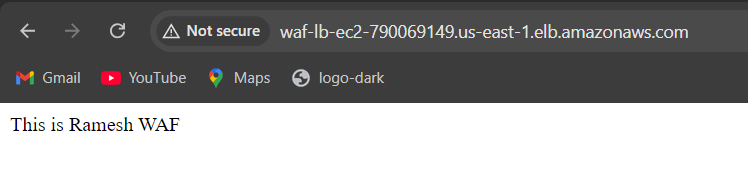 Not secure waf-lb-ec2-790069149.us-east-1.elb.amazonaws.com
Gmail YouTube Maps logo-dark
This is Ramesh WAF